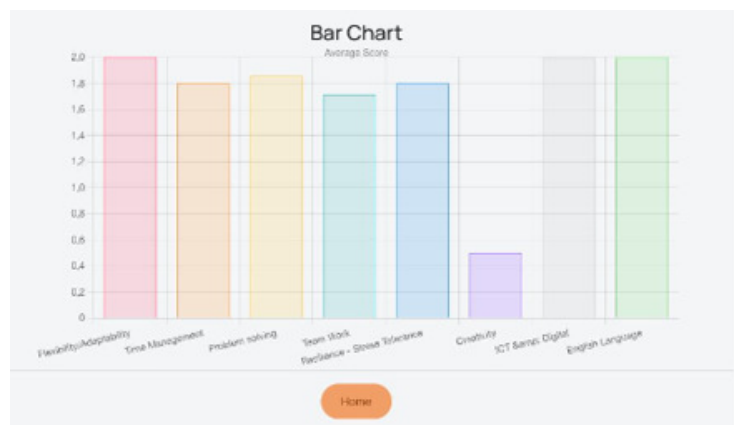 Bar Chart
Average Score
2,0
1,8
1,6
1,4
1,2
1,0
0,8
0,6
0,4
0,2
0
Flexibility/Adaptability
Time Management
Problem solving
Team Work
Resilience - Stress Tolerance
Creativity
ICT &amp; Digital
English Language
Home